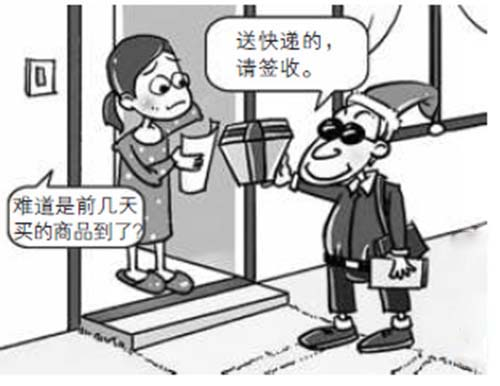 送快递的，
请签收。
难道是前几天
买的商品到了?